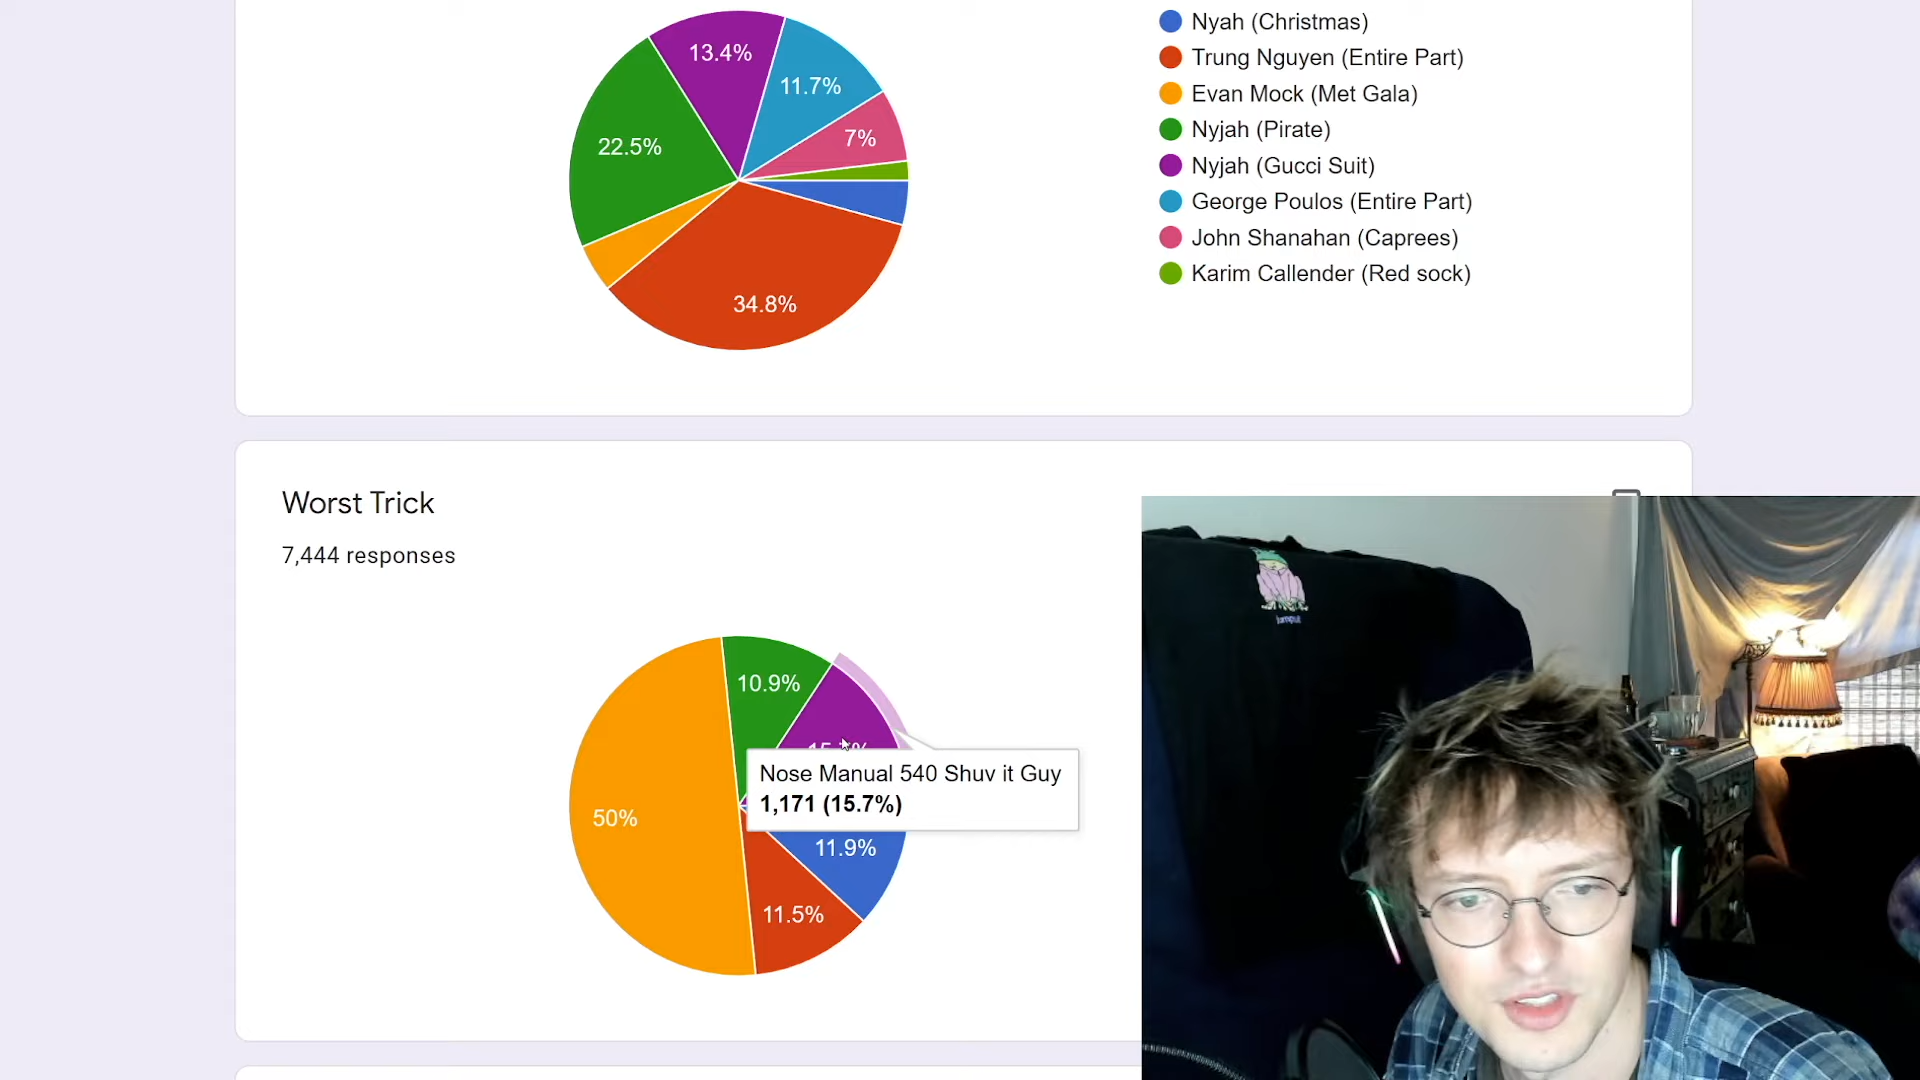 13.4%
11.7%
22.5%
7%
34.8%
Nyah (Christmas)
Trung Nguyen (Entire Part)
Evan Mock (Met Gala)
Nyjah (Pirate)
Nyjah (Gucci Suit)
George Poulos (Entire Part)
John Shanahan (Caprees)
Karim Callender (Red sock)
Worst Trick
7,444 responses
10.9%
50%
Nose Manual 540 Shuv it Guy
1,171 (15.7%)
11.9%
11.5%